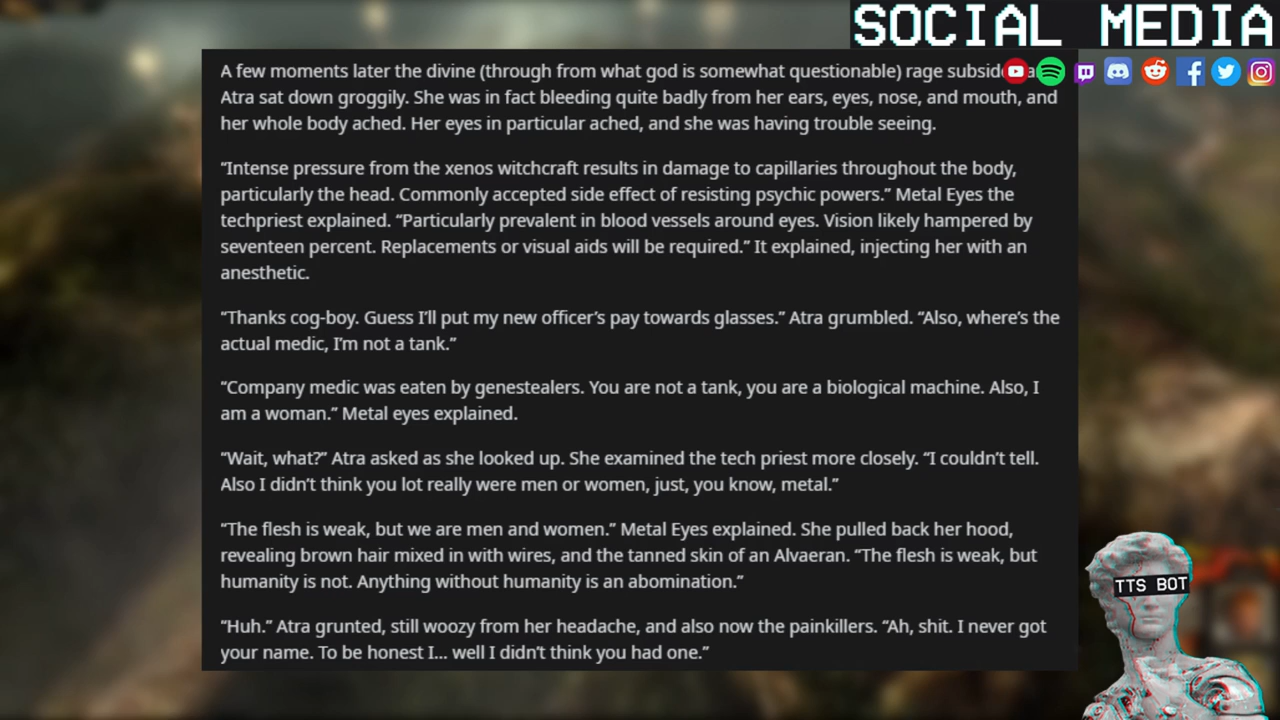 SOCIAL MEDIA
A few moments later the divine (through from what god is somewhat questionable) rage
Atra sat down groggily. She was in fact bleeding quite badly from her ears, eyes, nose, and mouth, and
her whole body ached. Her eyes in particular ached, and she was having trouble seeing.
“Intense pressure from the xenos witchcraft results in damage to capillaries throughout the body,
particularly the head. Commonly accepted side effect of resisting psychic powers.” Metal Eyes the
techpriest explained. “Particularly prevalent in blood vessels around eyes. Vision likely hampered by
seventeen percent. Replacements or visual aids will be required.” It explained, injecting her with an
anesthetic.
“Thanks cog-boy. Guess I’ll put my new officer’s pay towards glasses.” Atra grumbled. “Also, where’s the
actual medic, I’m not a tank.”
“Company medic was eaten by genestealers. You are not a tank, you are a biological machine. Also, I
am a woman.” Metal eyes explained.
“Wait, what?” Atra asked as she looked up. She examined the tech priest more closely. “I couldn’t tell.
Also I didn’t think you lot really were men or women, just, you know, metal.”
“The flesh is weak, but we are men and women.” Metal Eyes explained. She pulled back her hood,
revealing brown hair mixed in with wires, and the tanned skin of an Alvaeran. “The flesh is weak, but
humanity is not. Anything without humanity is an abomination.”
“Huh.” Atra grunted, still woozy from her headache, and also now the painkillers. “Ah, shit. I never got
your name. To be honest I... well I didn’t think you had one.”
TTS BOT